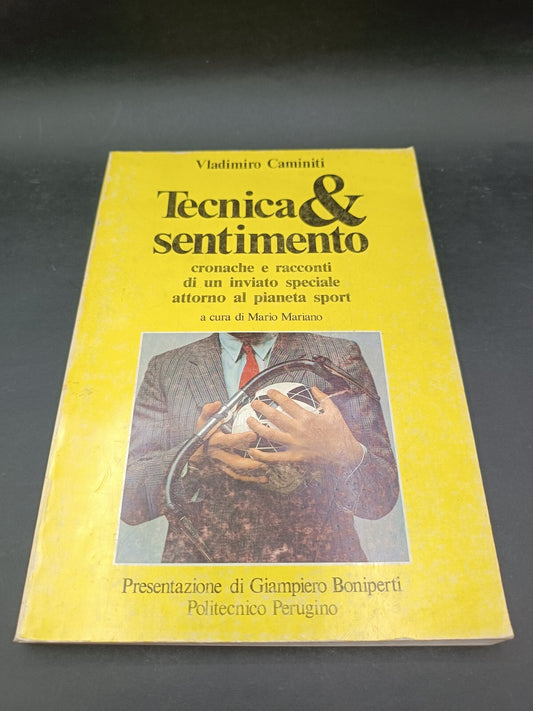 Vladimiro Caminiti
Tecnica &
sentimento
cronache e racconti
di un inviato speciale
attorno al pianeta sport
a cura di Mario Mariano
Presentazione di Giampiero Boniperti
Politecnico Perugino